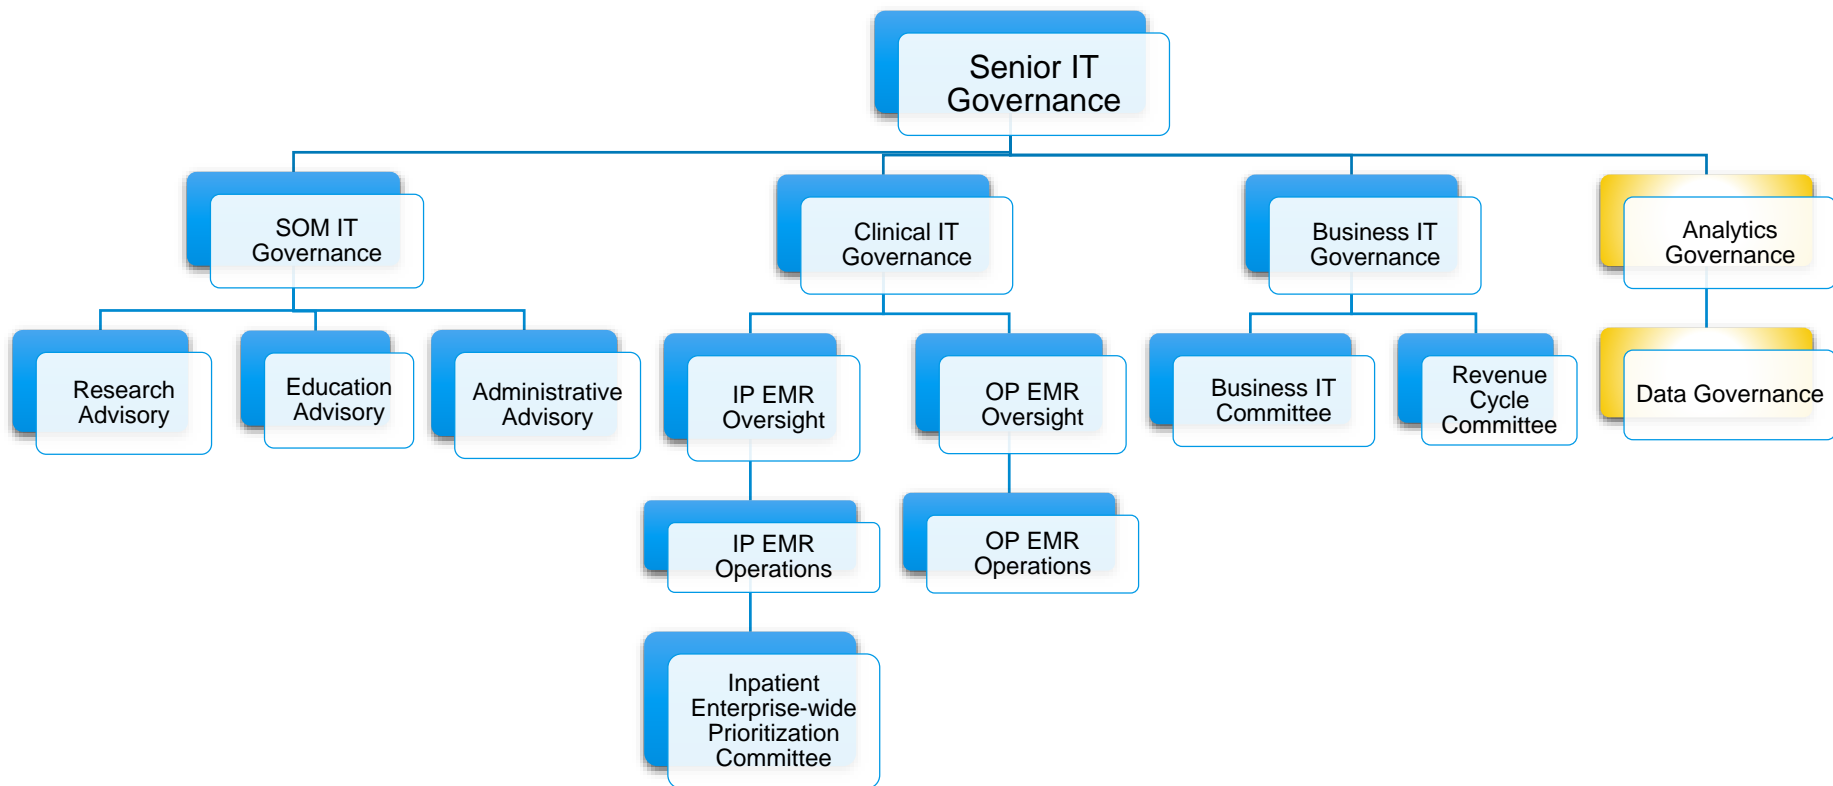 Senior IT
Governance
SOM IT
Governance
Clinical IT
Governance
Business IT
Governance
Analytics
Governance
Research
Advisory
Education
Advisory
Administrative
Advisory
IP EMR
Oversight
OP EMR
Oversight
Business IT
Committee
Revenue
Cycle
Committee
Data Governance
IP EMR
Operations
OP EMR
Operations
Inpatient
Enterprise-wide
Prioritization
Committee